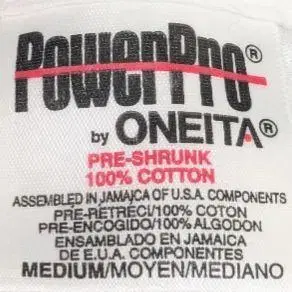 PowerPro®
by ONEITA®
PRE-SHRUNK
100% COTTON
ASSEMBLED IN JAMAICA OF U.S.A. COMPONENTS
PRE-RETRECI/100% COTON
PRE-ENCOGIDO/100% ALGODON
ENSAMBLADO EN JAMAICA
DE E.U.A. COMPONENTES
MEDIUM/MOYEN/MEDIANO